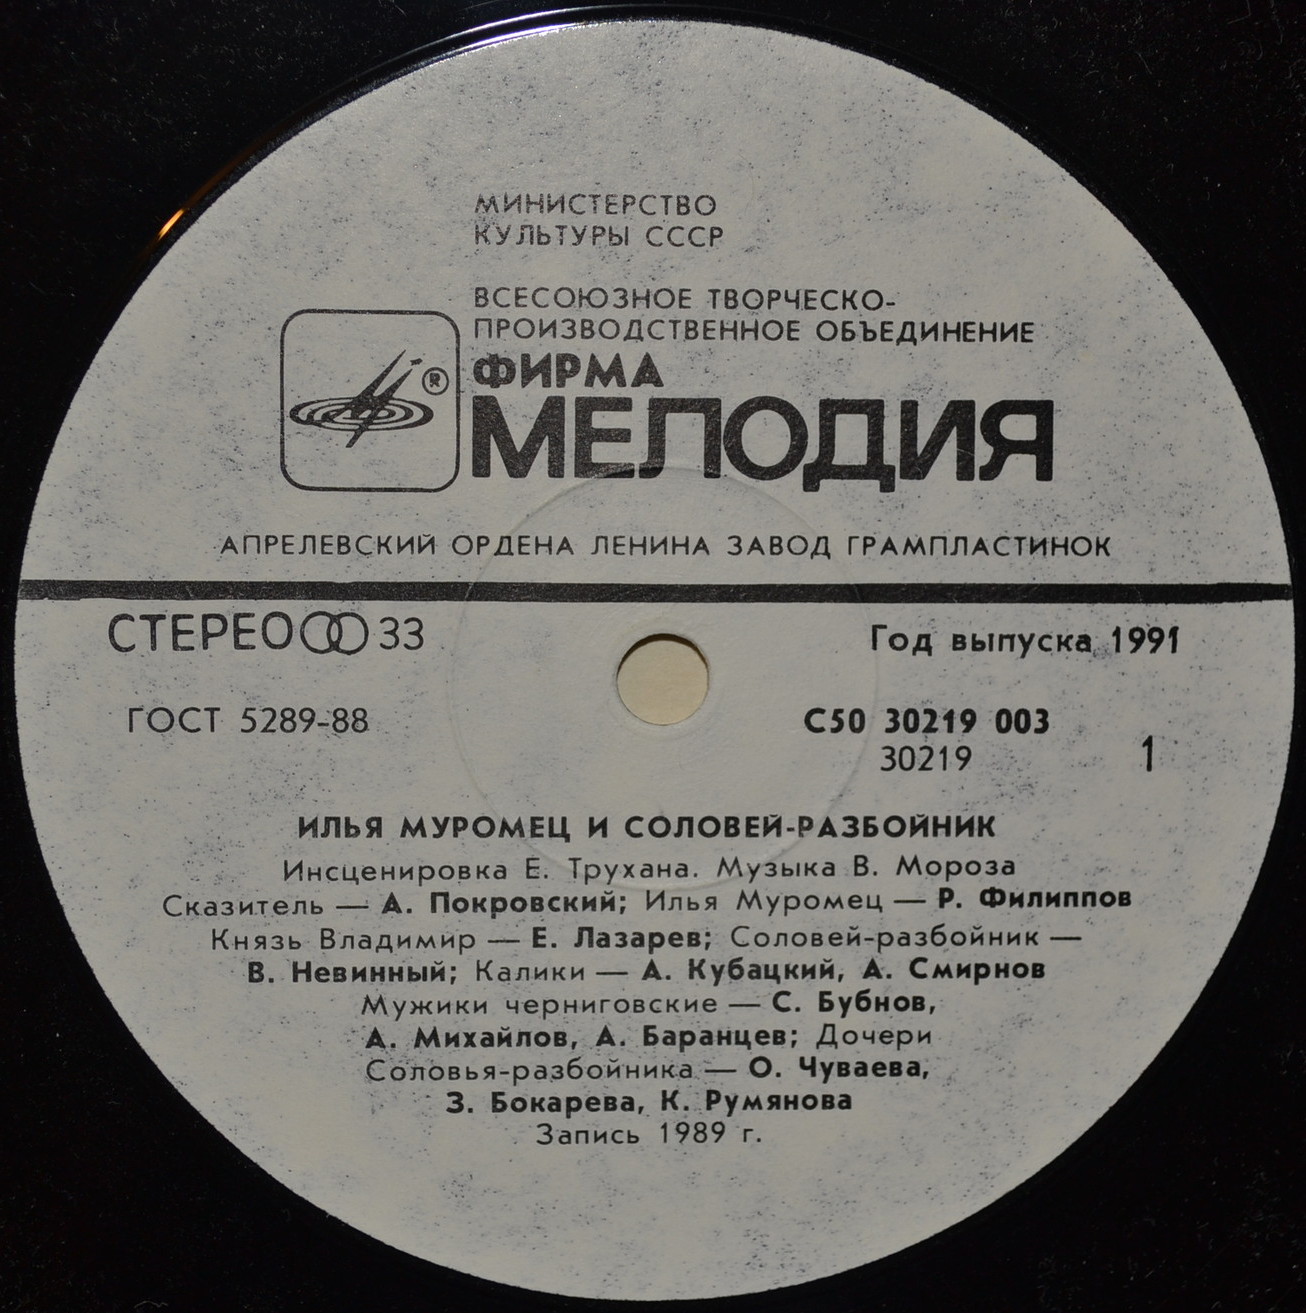 МИНИСТЕРСТВО
КУЛЬТУРЫ СССР
ВСЕСОЮЗНОЕ ТВОРЧЕСКО-
ПРОИЗВОДСТВЕННОЕ ОБЪЕДИНЕНИЕ
ФИРМА
®
МЕЛОДИЯ
АПРЕЛЕВСКИЙ ОРДЕНА ЛЕНИНА ЗАВОД ГРАМПЛАСТИНОК
СТЕРЕО 33
Год выпуска 1991
ГОСТ 5289-88
С50 30219 003
30219
1
ИЛЬЯ МУРОМЕЦ И СОЛОВЕЙ-РАЗБОЙНИК
Инсценировка Е. Трухана. Музыка В. Мороза
Сказитель — А. Покровский; Илья Муромец — Р. Филиппов
Князь Владимир — Е. Лазарев; Соловей-разбойник —
В. Невинный; Калики — А. Кубацкий, А. Смирнов
Мужики черниговские — С. Бубнов,
А. Михайлов, А. Баранцев; Дочери
Соловья-разбойника — О. Чуваева,
З. Бокарева, К. Румянова
Запись 1989 г.